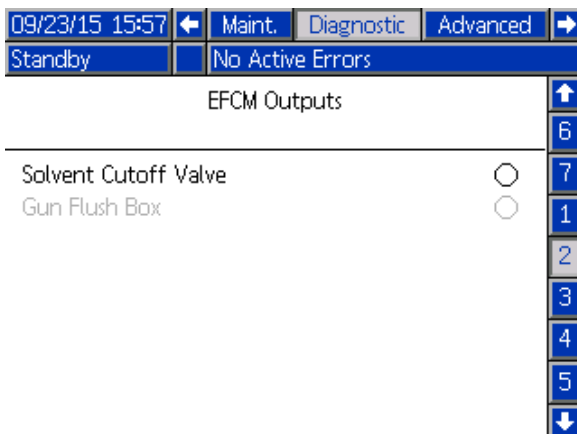 09/23/15 15:57 Maint. Diagnostic Advanced
Standby No Active Errors
EFCM Outputs
6
Solvent Cutoff Valve 7
Gun Flush Box 1
2
3
4
5